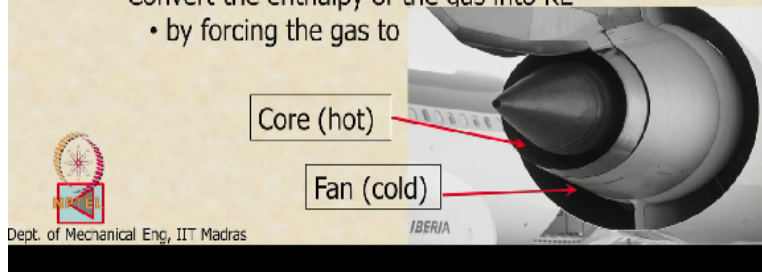 Convert the enthalpy of the gas into KE
• by forcing the gas to
Core (hot)
Fan (cold)
NPTEL
Dept. of Mechanical Eng, IIT Madras
IBERIA